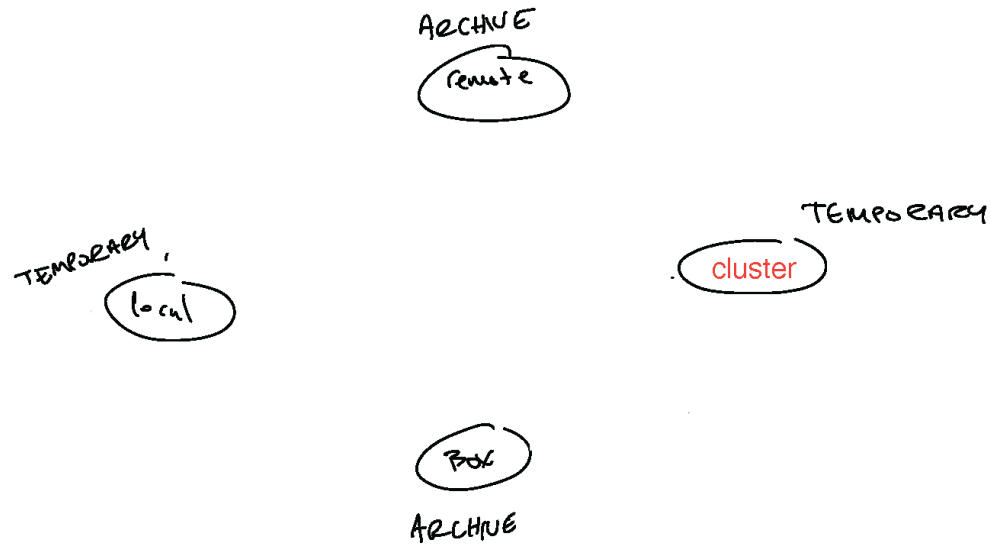 ARCHIVE
remote
TEMPORARY
cluster
TEMPORARY
local
Box
ARCHIVE